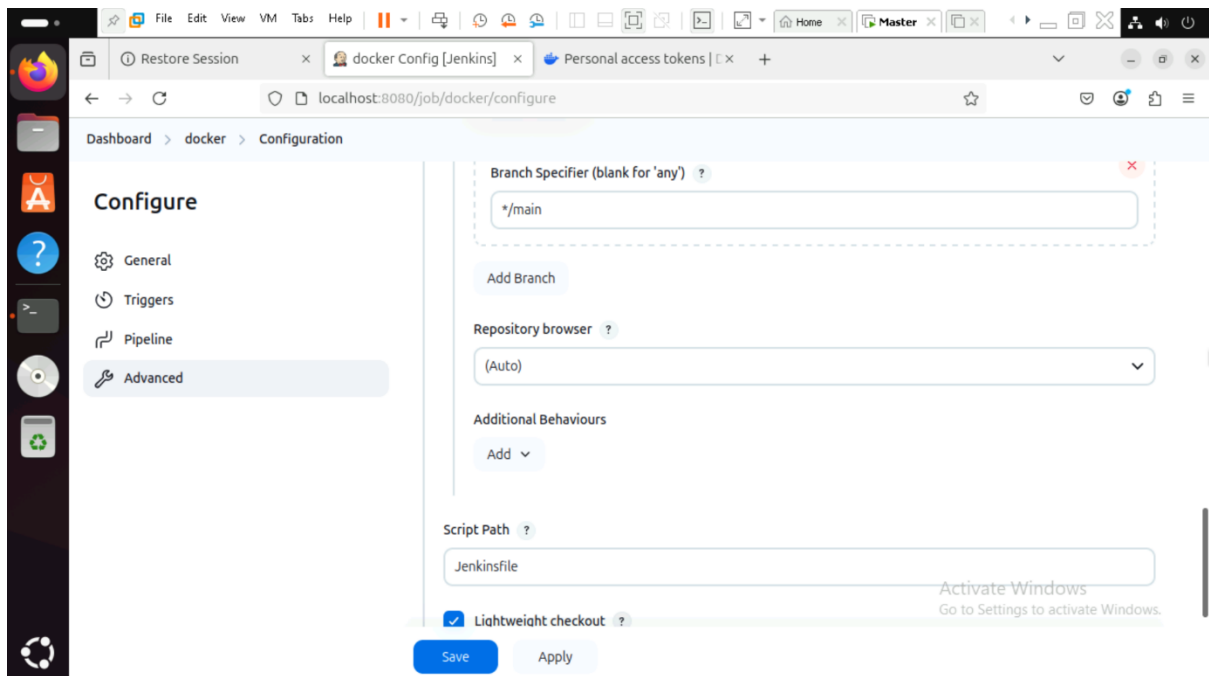 File Edit View VM Tabs Help Home Master
Restore Session docker Config [Jenkins] Personal access tokens | D
localhost:8080/job/docker/configure
Dashboard > docker > Configuration
Configure
General
Triggers
Pipeline
Advanced
Branch Specifier (blank for 'any') ?
*/main
Add Branch
Repository browser ?
(Auto)
Additional Behaviours
Add
Script Path ?
Jenkinsfile
Lightweight checkout ?
Activate Windows
Go to Settings to activate Windows.
Save Apply